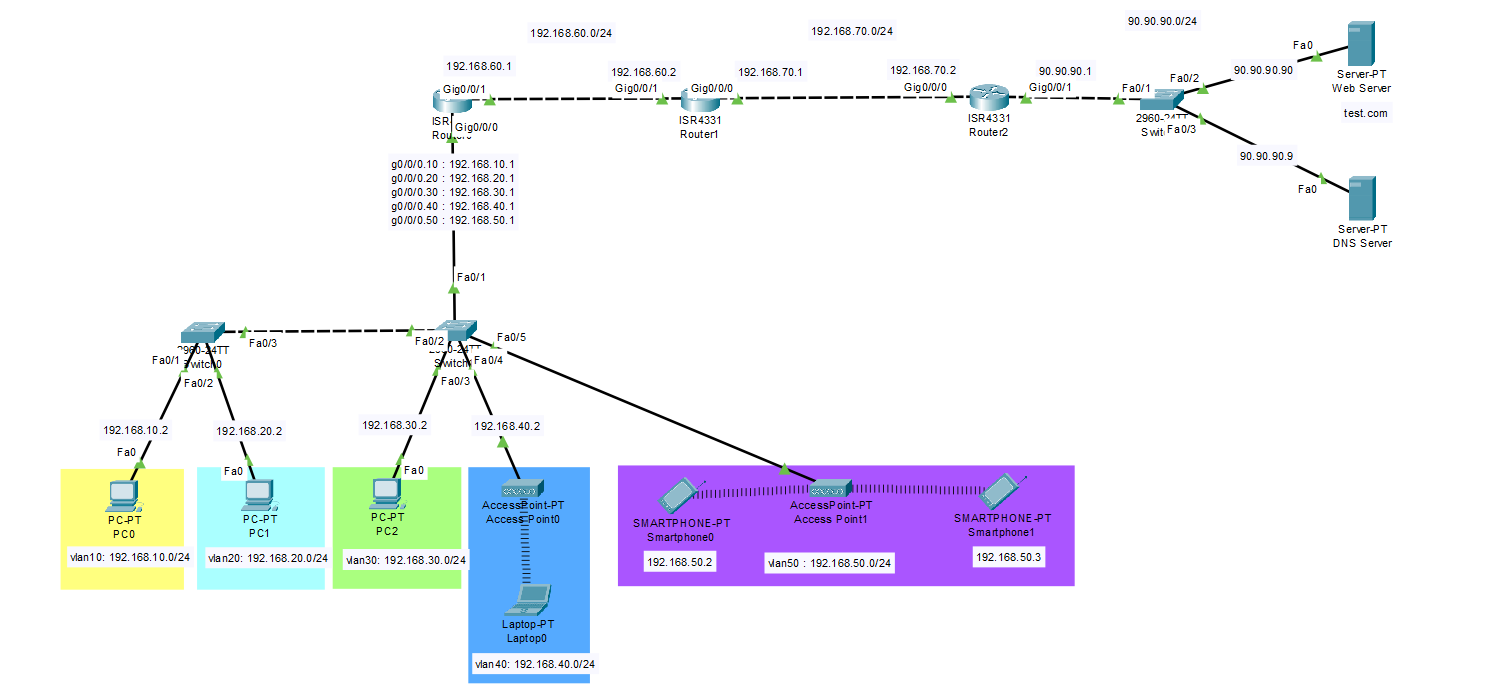 192.168.60.0/24
192.168.70.0/24
90.90.90.0/24
192.168.60.1
192.168.60.2
192.168.70.1
192.168.70.2
90.90.90.1
Gig0/0/1
Gig0/0/1
Gig0/0/0
Gig0/0/0
Gig0/0/1
Fa0/1
Fa0/2
90.90.90.90
Fa0
Server-PT
Web Server
test.com
Gig0/0/0
ISR4331
Router1
ISR4331
Router2
Fa0/3
90.90.90.9
Fa0
Server-PT
DNS Server
g0/0/0.10 : 192.168.10.1
g0/0/0.20 : 192.168.20.1
g0/0/0.30 : 192.168.30.1
g0/0/0.40 : 192.168.40.1
g0/0/0.50 : 192.168.50.1
Fa0/1
Fa0/3
Fa0/2
Fa0/5
Fa0/1
Fa0/2
Fa0/4
Fa0/3
192.168.10.2
192.168.20.2
192.168.30.2
192.168.40.2
Fa0
Fa0
Fa0
PC-PT
PC0
vlan10: 192.168.10.0/24
PC-PT
PC1
vlan20: 192.168.20.0/24
PC-PT
PC2
vlan30: 192.168.30.0/24
AccessPoint-PT
Access Point0
Laptop-PT
Laptop0
vlan40: 192.168.40.0/24
SMARTPHONE-PT
Smartphone0
192.168.50.2
AccessPoint-PT
Access Point1
vlan50 : 192.168.50.0/24
SMARTPHONE-PT
Smartphone1
192.168.50.3